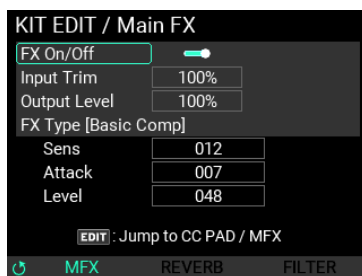 KIT EDIT / Main FX
FX On/Off
Input Trim 100%
Output Level 100%
FX Type [Basic Comp]
Sens 012
Attack 007
Level 048
EDIT : Jump to CC PAD / MFX
MFX REVERB FILTER